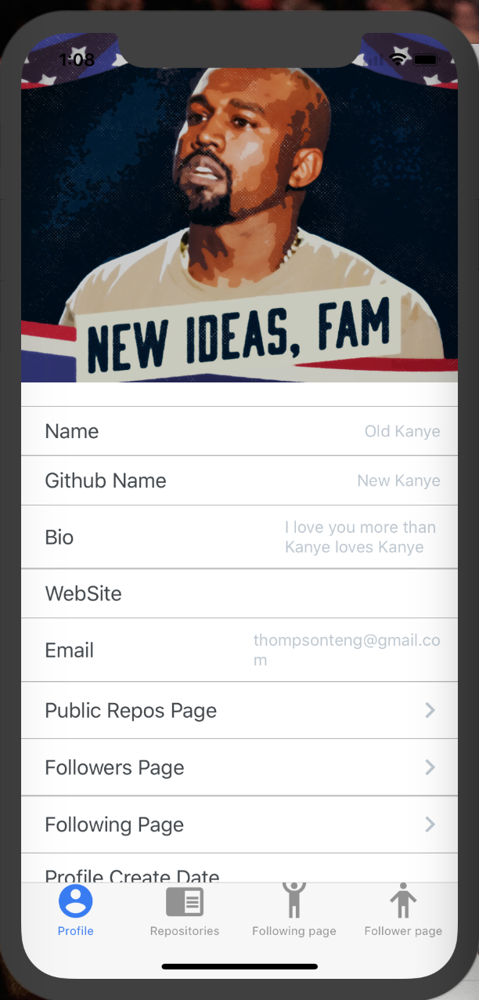 1:08
NEW IDEAS, FAM
Name Old Kanye
Github Name New Kanye
Bio I love you more than
Kanye loves Kanye
WebSite
Email thompsonteng@gmail.co
m
Public Repos Page
Followers Page
Following Page
Profile Create Date
Profile Repositories Following page Follower page